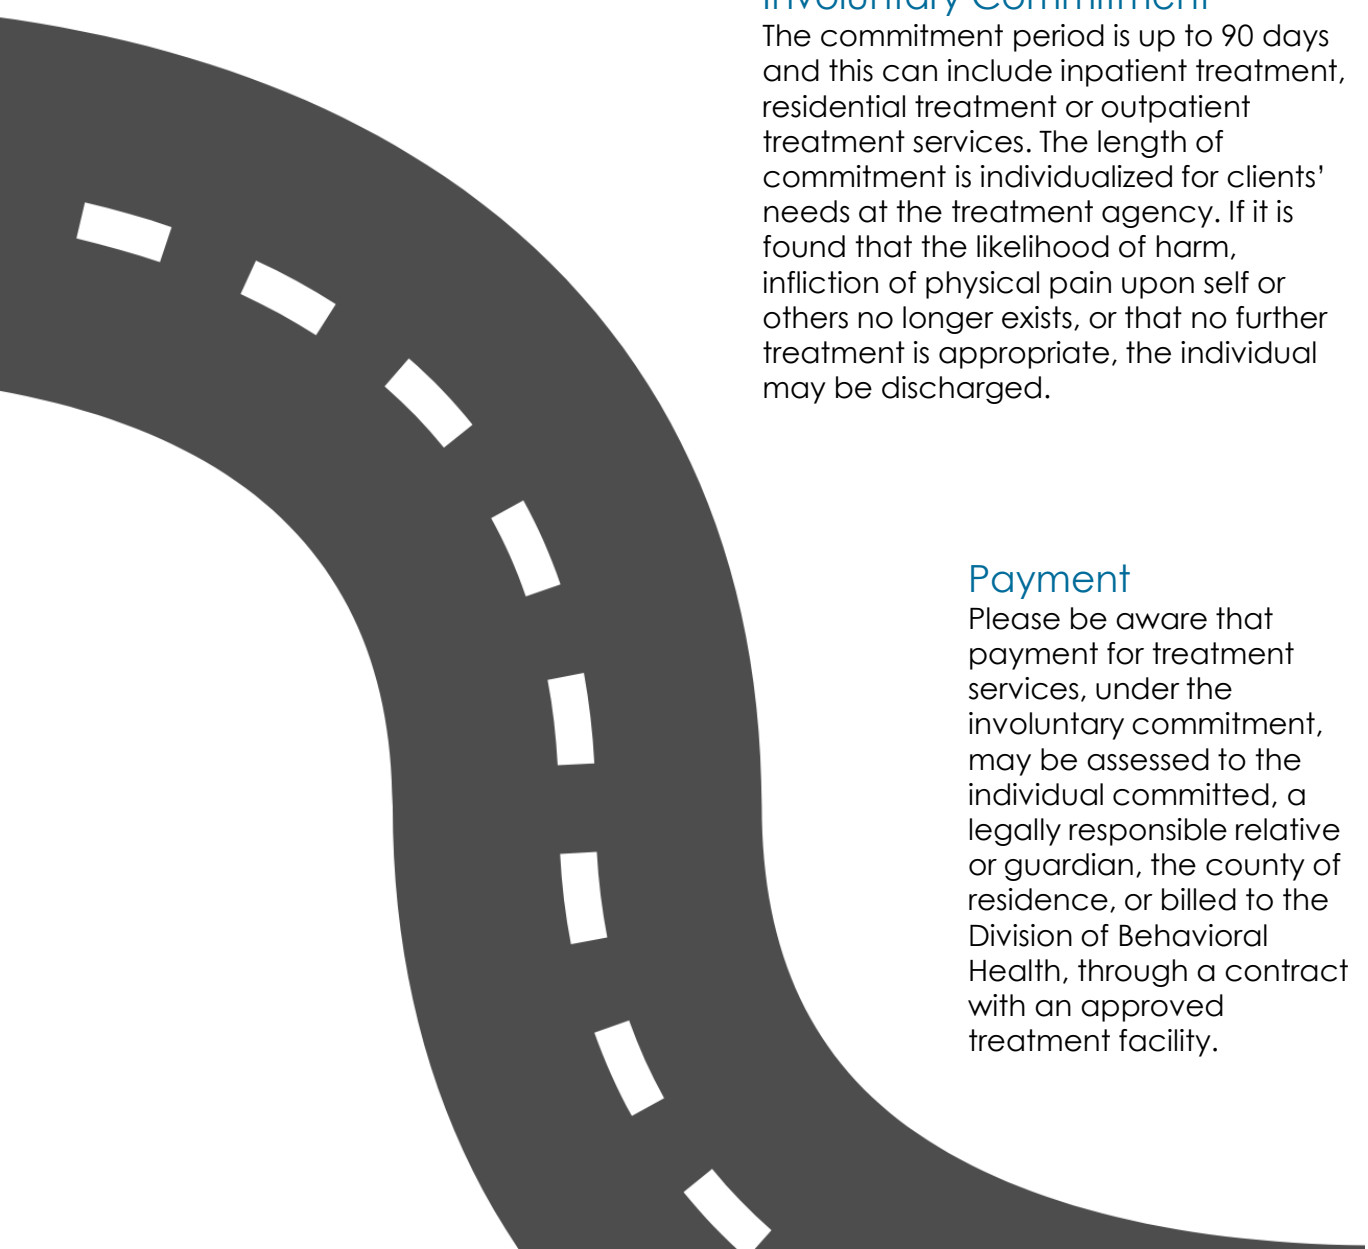 Involuntary Commitment
The commitment period is up to 90 days
and this can include inpatient treatment,
residential treatment or outpatient
treatment services. The length of
commitment is individualized for clients’
needs at the treatment agency. If it is
found that the likelihood of harm,
infliction of physical pain upon self or
others no longer exists, or that no further
treatment is appropriate, the individual
may be discharged.
Payment
Please be aware that
payment for treatment
services, under the
involuntary commitment,
may be assessed to the
individual committed, a
legally responsible relative
or guardian, the county of
residence, or billed to the
Division of Behavioral
Health, through a contract
with an approved
treatment facility.